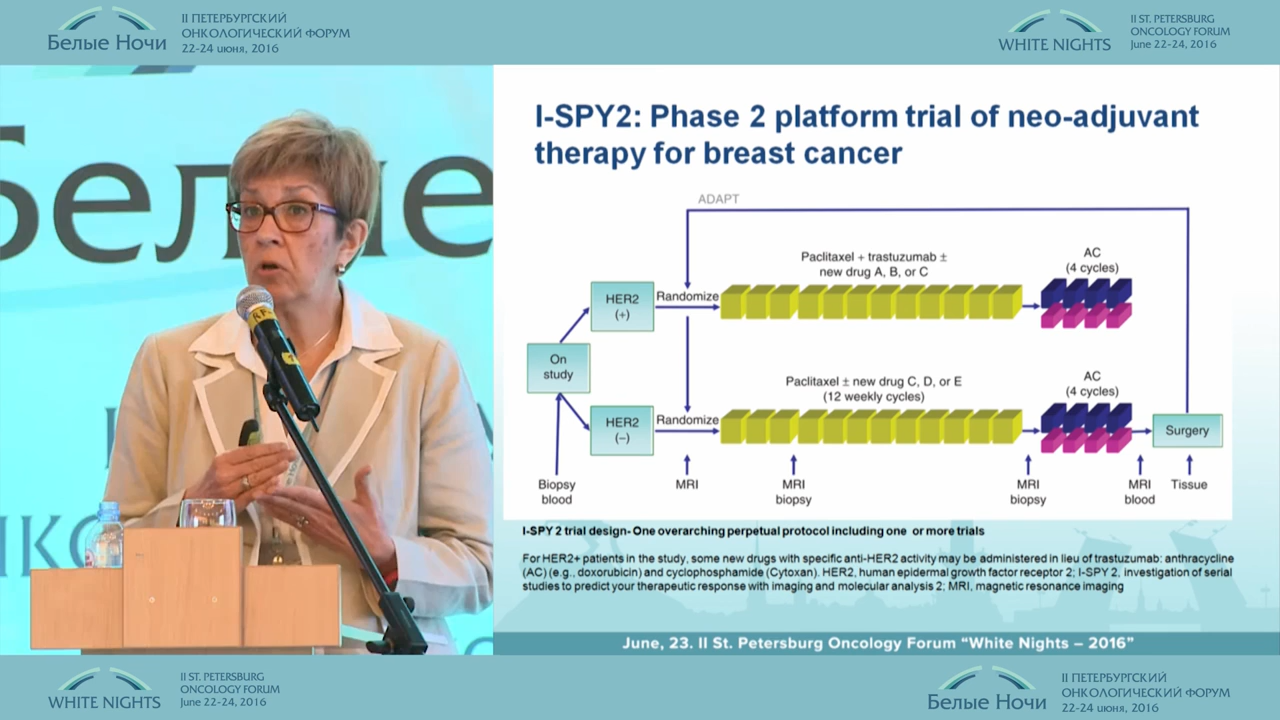 II ПЕТЕРБУРГСКИЙ
ОНКОЛОГИЧЕСКИЙ ФОРУМ
22-24 июня, 2016
Белые Ночи
WHITE NIGHTS
II ST. PETERSBURG
ONCOLOGY FORUM
June 22-24, 2016
Белые
I-SPY2: Phase 2 platform trial of neo-adjuvant
therapy for breast cancer
ADAPT
Paclitaxel + trastuzumab ±
new drug A, B, or C
AC
(4 cycles)
HER2
(+)
Randomize
On
study
Paclitaxel ± new drug C, D, or E
(12 weekly cycles)
AC
(4 cycles)
HER2
(–)
Randomize
Surgery
Biopsy
blood
MRI
MRI
biopsy
MRI
biopsy
MRI
blood
Tissue
I-SPY 2 trial design- One overarching perpetual protocol including one or more trials
For HER2+ patients in the study, some new drugs with specific anti-HER2 activity may be administered in lieu of trastuzumab: anthracycline
(AC) (e.g., doxorubicin) and cyclophosphamide (Cytoxan). HER2, human epidermal growth factor receptor 2; I-SPY 2, investigation of serial
studies to predict your therapeutic response with imaging and molecular analysis 2; MRI, magnetic resonance imaging
June, 23. II St. Petersburg Oncology Forum “White Nights – 2016”
WHITE NIGHTS
II ST. PETERSBURG
ONCOLOGY FORUM
June 22-24, 2016
Белые Ночи
II ПЕТЕРБУРГСКИЙ
ОНКОЛОГИЧЕСКИЙ ФОРУМ
22-24 июня, 2016